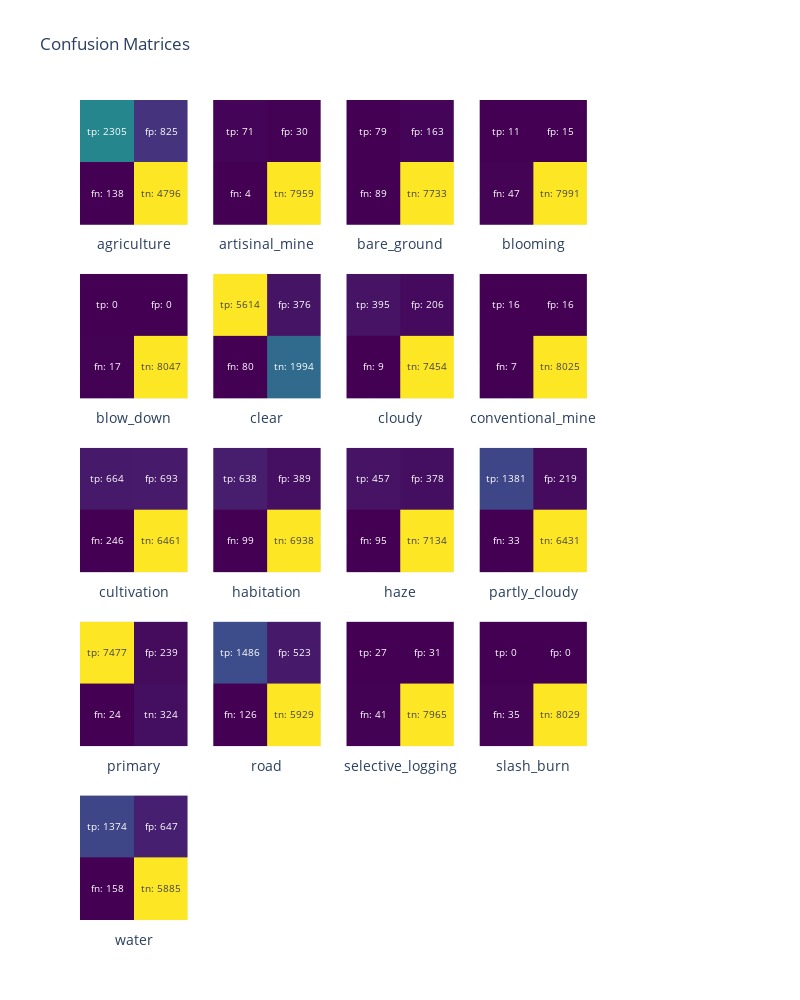 Confusion Matrices
tp: 2305 fp: 825 tp: 71 fp: 30 tp: 79 fp: 163 tp: 11 fp: 15
fn: 138 tn: 4796 fn: 4 tn: 7959 fn: 89 tn: 7733 fn: 47 tn: 7991
agriculture artisinal_mine bare_ground blooming
tp: 0 fp: 0 tp: 5614 fp: 376 tp: 395 fp: 206 tp: 16 fp: 16
fn: 17 tn: 8047 fn: 80 tn: 1994 fn: 9 tn: 7454 fn: 7 tn: 8025
blow_down clear cloudy conventional_mine
tp: 664 fp: 693 tp: 638 fp: 389 tp: 457 fp: 378 tp: 1381 fp: 219
fn: 246 tn: 6461 fn: 99 tn: 6938 fn: 95 tn: 7134 fn: 33 tn: 6431
cultivation habitation haze partly_cloudy
tp: 7477 fp: 239 tp: 1486 fp: 523 tp: 27 fp: 31 tp: 0 fp: 0
fn: 24 tn: 324 fn: 126 tn: 5929 fn: 41 tn: 7965 fn: 35 tn: 8029
primary road selective_logging slash_burn
tp: 1374 fp: 647
fn: 158 tn: 5885
water